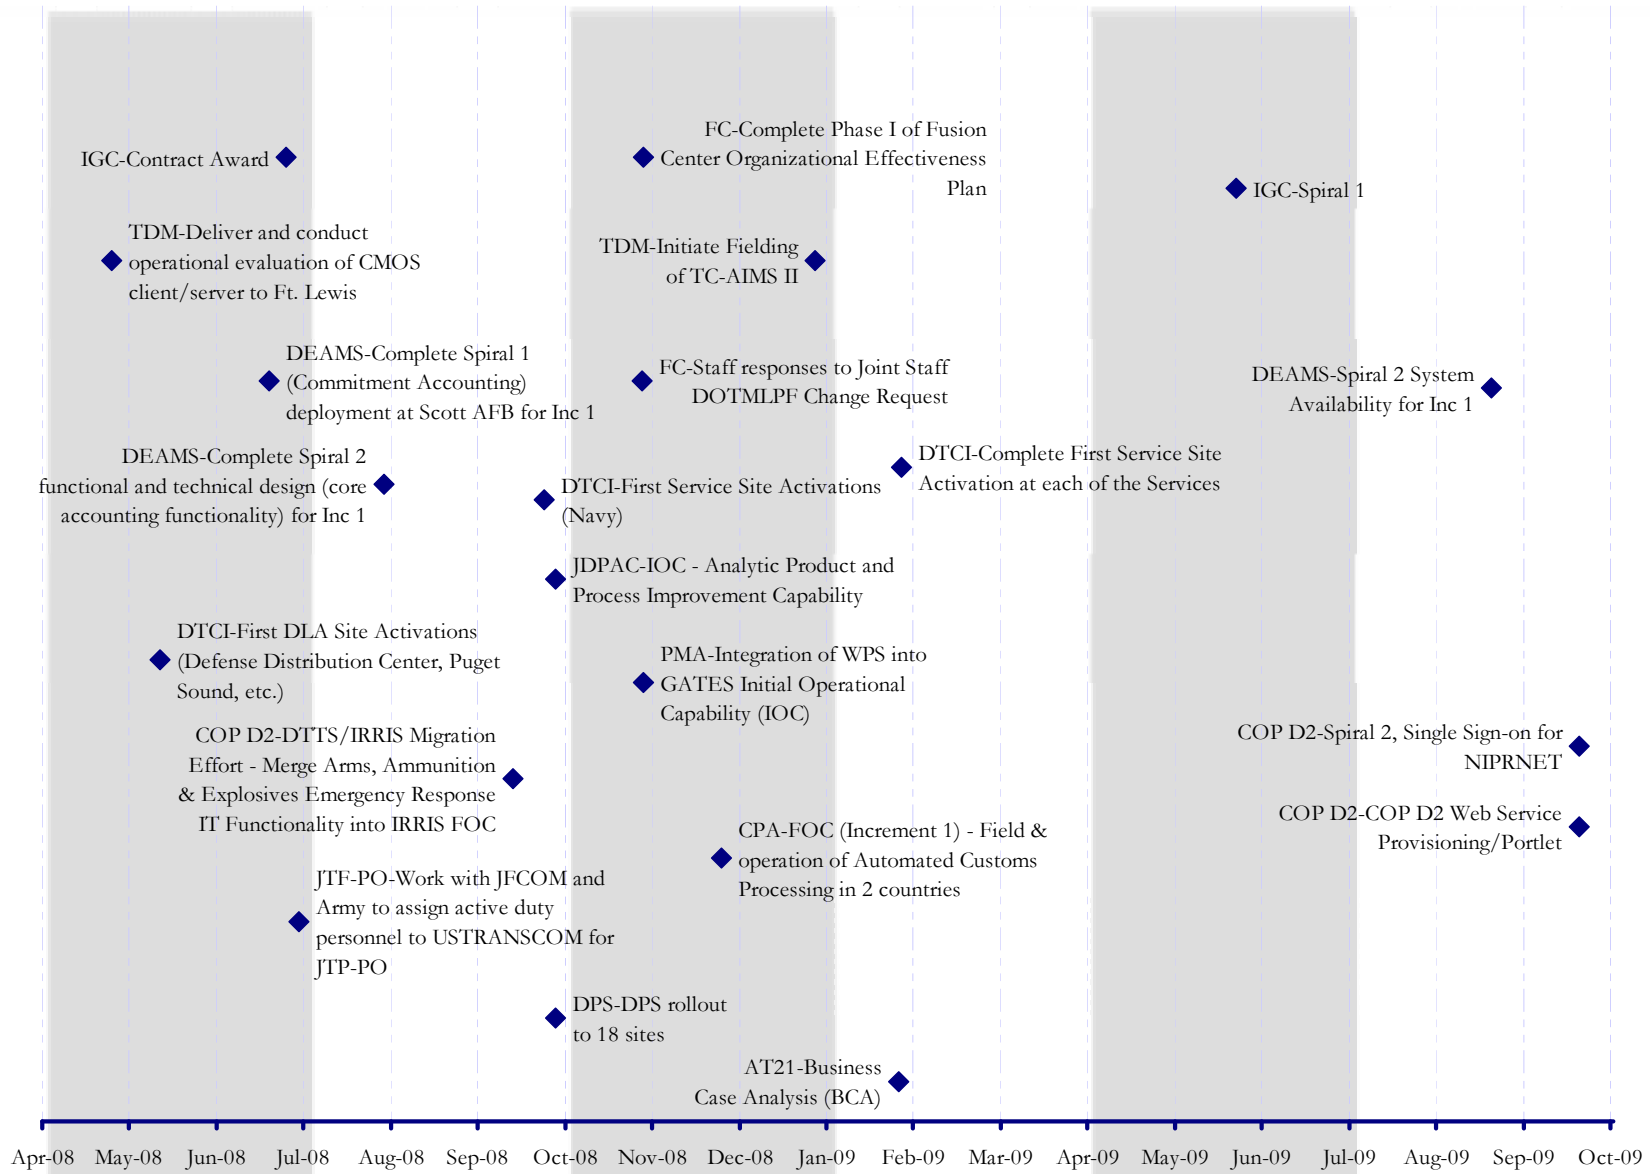 FC-Complete Phase I of Fusion
Center Organizational Effectiveness
Plan
IGC-Contract Award
IGC-Spiral 1
TDM-Deliver and conduct
operational evaluation of CMOS
client/server to Ft. Lewis
TDM-Initiate Fielding
of TC-AIMS II
DEAMS-Complete Spiral 1
(Commitment Accounting)
deployment at Scott AFB for Inc 1
FC-Staff responses to Joint Staff
DOTMLPF Change Request
DEAMS-Spiral 2 System
Availability for Inc 1
DEAMS-Complete Spiral 2
functional and technical design (core
accounting functionality) for Inc 1
DTCI-First Service Site Activations
(Navy)
DTCI-Complete First Service Site
Activation at each of the Services
JDPAC-IOC - Analytic Product and
Process Improvement Capability
DTCI-First DLA Site Activations
(Defense Distribution Center, Puget
Sound, etc.)
PMA-Integration of WPS into
GATES Initial Operational
Capability (IOC)
COP D2-DTTS/IRRIS Migration
Effort - Merge Arms, Ammunition
& Explosives Emergency Response
IT Functionality into IRRIS FOC
COP D2-Spiral 2, Single Sign-on for
NIPRNET
COP D2-COP D2 Web Service
Provisioning/Portlet
CPA-FOC (Increment 1) - Field &
operation of Automated Customs
Processing in 2 countries
JTF-PO-Work with JFCOM and
Army to assign active duty
personnel to USTRANSCOM for
JTP-PO
DPS-DPS rollout
to 18 sites
AT21-Business
Case Analysis (BCA)
Apr-08 May-08 Jun-08 Jul-08 Aug-08 Sep-08 Oct-08 Nov-08 Dec-08 Jan-09 Feb-09 Mar-09 Apr-09 May-09 Jun-09 Jul-09 Aug-09 Sep-09 Oct-09